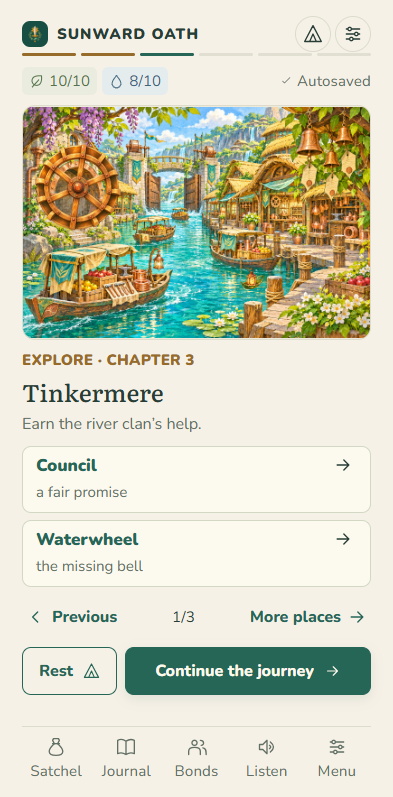 SUNWARD OATH
10/10
8/10
Autosaved
EXPLORE · CHAPTER 3
Tinkermere
Earn the river clan's help.
Council
a fair promise
Waterwheel
the missing bell
Previous
1/3
More places
Rest
Continue the journey
Satchel
Journal
Bonds
Listen
Menu